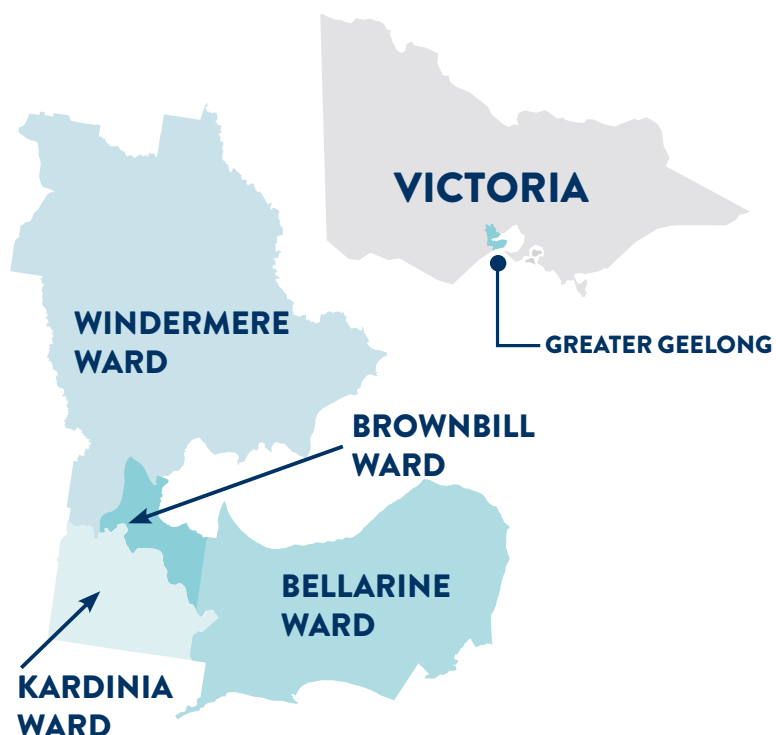 VICTORIA
GREATER GEELONG
WINDERMERE
WARD
BROWNBILL
WARD
BELLARINE
WARD
KARDINIA
WARD